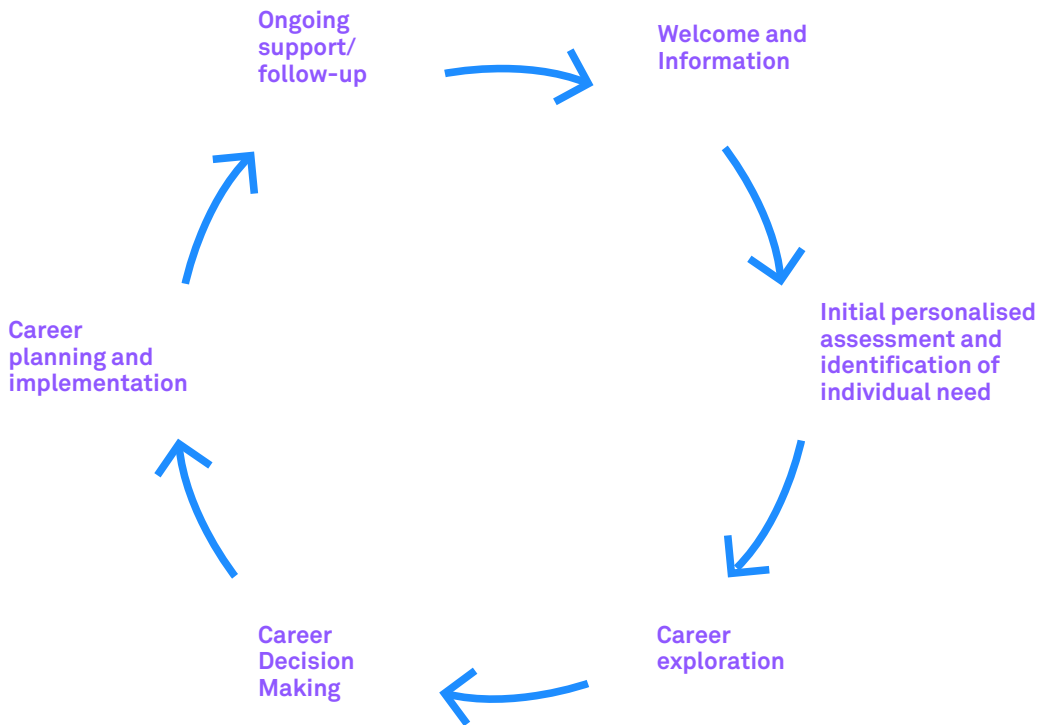 Ongoing
support/
follow-up
Welcome and
Information
Initial personalised
assessment and
identification of
individual need
Career
exploration
Career
Decision
Making
Career
planning and
implementation